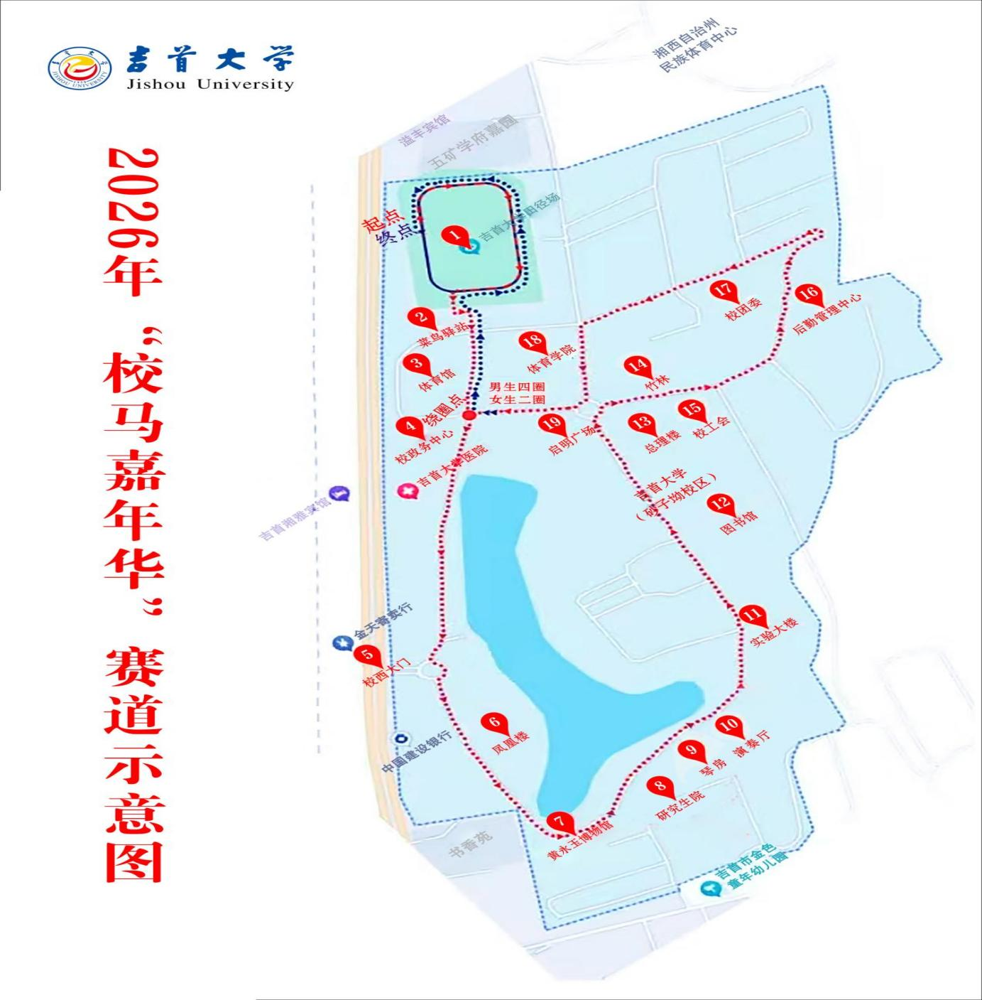 吉首大学
Jishou University
2026年“校马嘉年华”赛道示意图
湘西自治州
民族体育中心
溢丰宾馆
五矿学府嘉园
起点
终点
1
吉首大学田径场
2
菜鸟驿站
3
体育馆
绕圈点
4
校政务中心
吉首大学医院
男生四圈
女生二圈
18
体育学院
17
校团委
16
后勤管理中心
14
竹林
15
校工会
13
总理楼
19
启明广场
吉首大学
（砂子坳校区）
12
图书馆
吉首湘雅宾馆
金天寄卖行
5
校西大门
11
实验大楼
6
凤凰楼
中国建设银行
10
演奏厅
9
琴房
8
研究生院
7
黄永玉博物馆
书香苑
吉首市金色
童年幼儿园